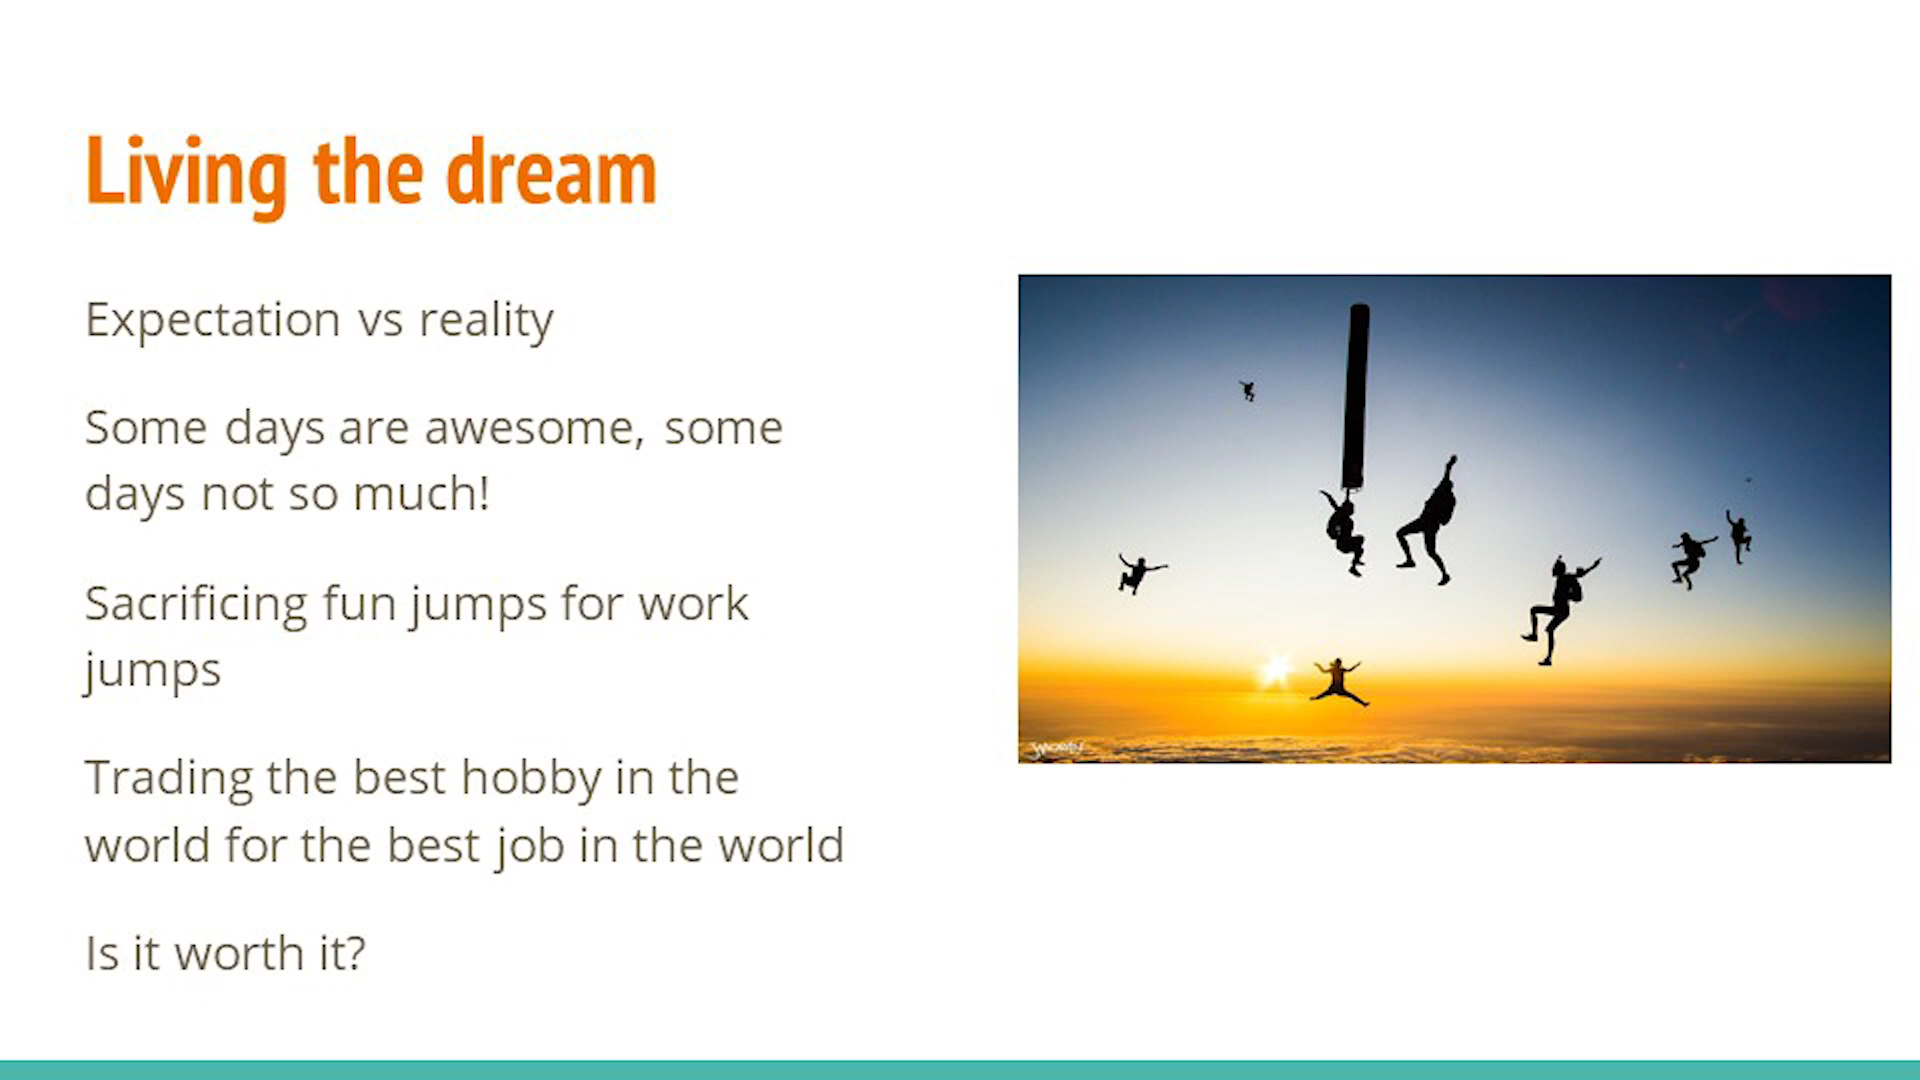 Living the dream
Expectation vs reality
Some days are awesome, some
days not so much!
Sacrificing fun jumps for work
jumps
Trading the best hobby in the
world for the best job in the world
Is it worth it?